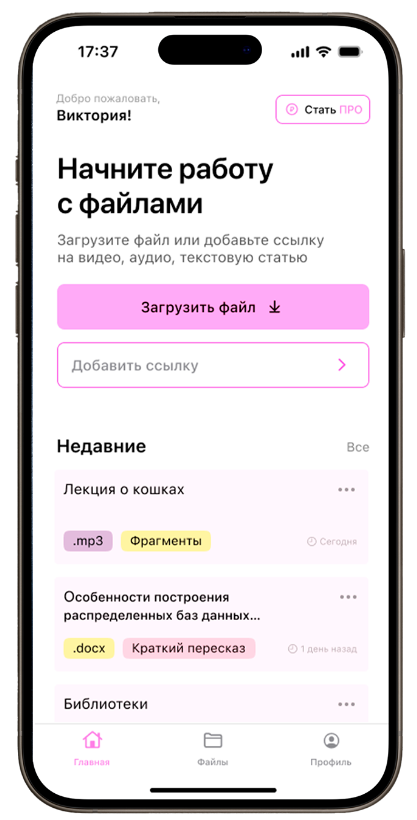 17:37
Добро пожаловать,
Виктория!
Стать ПРО
Начните работу
с файлами
Загрузите файл или добавьте ссылку
на видео, аудио, текстовую статью
Загрузить файл
Добавить ссылку
Недавние
Все
Лекция о кошках
.mp3
Фрагменты
Сегодня
Особенности построения
распределенных баз данных...
.docx
Краткий пересказ
1 день назад
Библиотеки
Главная
Файлы
Профиль